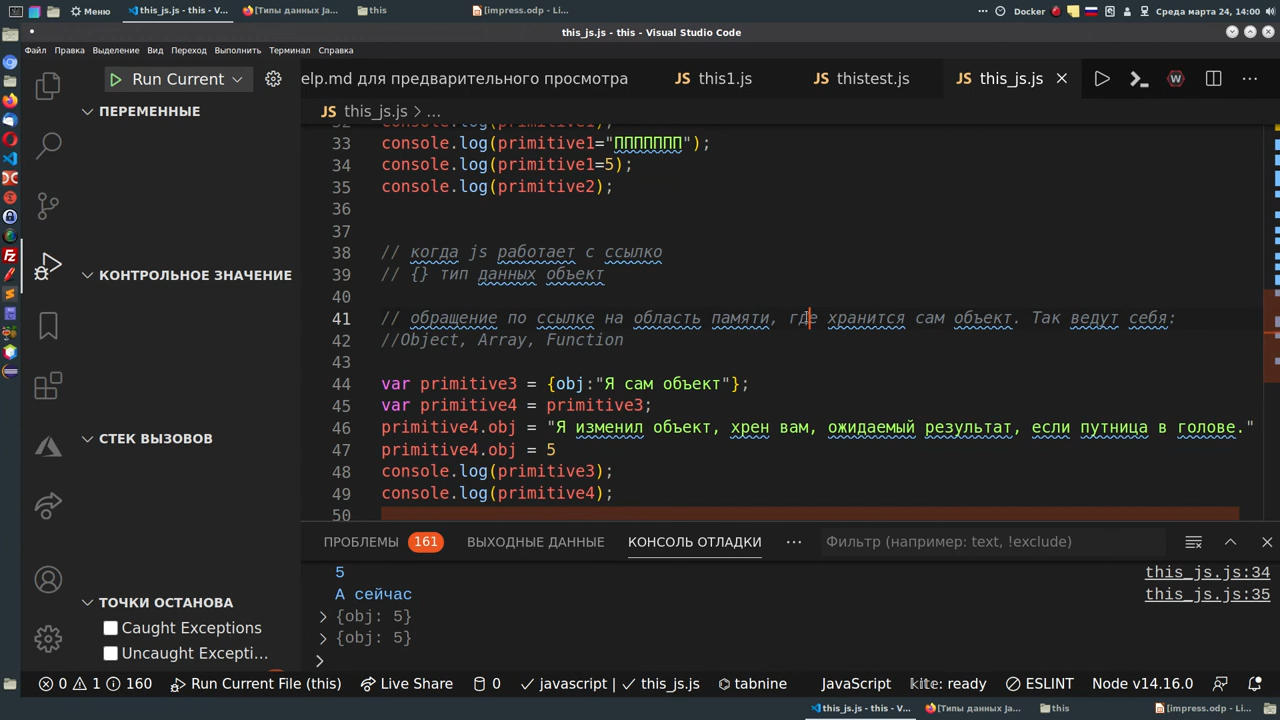 Меню
this_js.js - this - V...
[Типы данных Ja...
this
[impress.odp - Li...
Docker
Среда марта 24, 14:00
this_js.js - this - Visual Studio Code
Файл Правка Выделение Вид Переход Выполнить Терминал Справка
Run Current
elp.md для предварительного просмотра
JS this1.js
JS thistest.js
JS this_js.js
ПЕРЕМЕННЫЕ
JS this_js.js > ...
32 console.log(primitive1);
33 console.log(primitive1="ППППППП");
34 console.log(primitive1=5);
35 console.log(primitive2);
36
37
38 // когда js работает с ссылко
39 // {} тип данных объект
40
41 // обращение по ссылке на область памяти, где хранится сам объект. Так ведут себя:
42 //Object, Array, Function
43
44 var primitive3 = {obj:"Я сам объект"};
45 var primitive4 = primitive3;
46 primitive4.obj = "Я изменил объект, хрен вам, ожидаемый результат, если путница в голове."
47 primitive4.obj = 5
48 console.log(primitive3);
49 console.log(primitive4);
50
КОНТРОЛЬНОЕ ЗНАЧЕНИЕ
СТЕК ВЫЗОВОВ
ТОЧКИ ОСТАНОВА
Caught Exceptions
Uncaught Excepti...
ПРОБЛЕМЫ 161 ВЫХОДНЫЕ ДАННЫЕ КОНСОЛЬ ОТЛАДКИ ... Фильтр (например: text, !exclude)
5 this_js.js:34
А сейчас this_js.js:35
> {obj: 5}
> {obj: 5}
>
0 1 160 Run Current File (this) Live Share 0 javascript | this_js.js tabnine JavaScript kite: ready ESLINT Node v14.16.0
this_js.js - this - V...
[Типы данных Ja...
this
[impress.odp - Li...